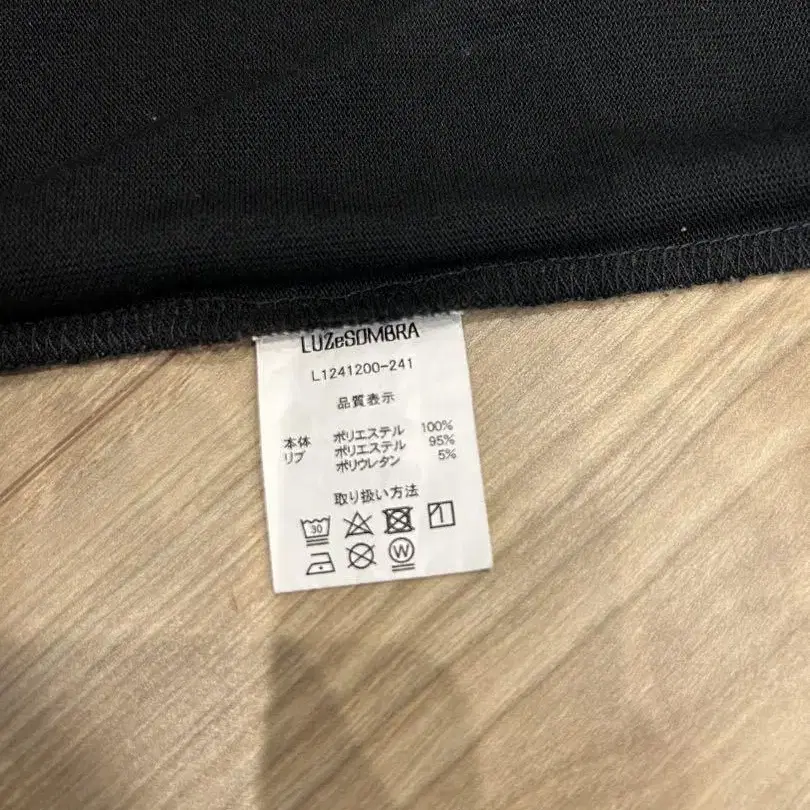 LUZeSOMBRA
L1241200-241
品質表示
本体 ポリエステル 100%
リブ ポリエステル 95%
ポリウレタン 5%
取り扱い方法
30
W